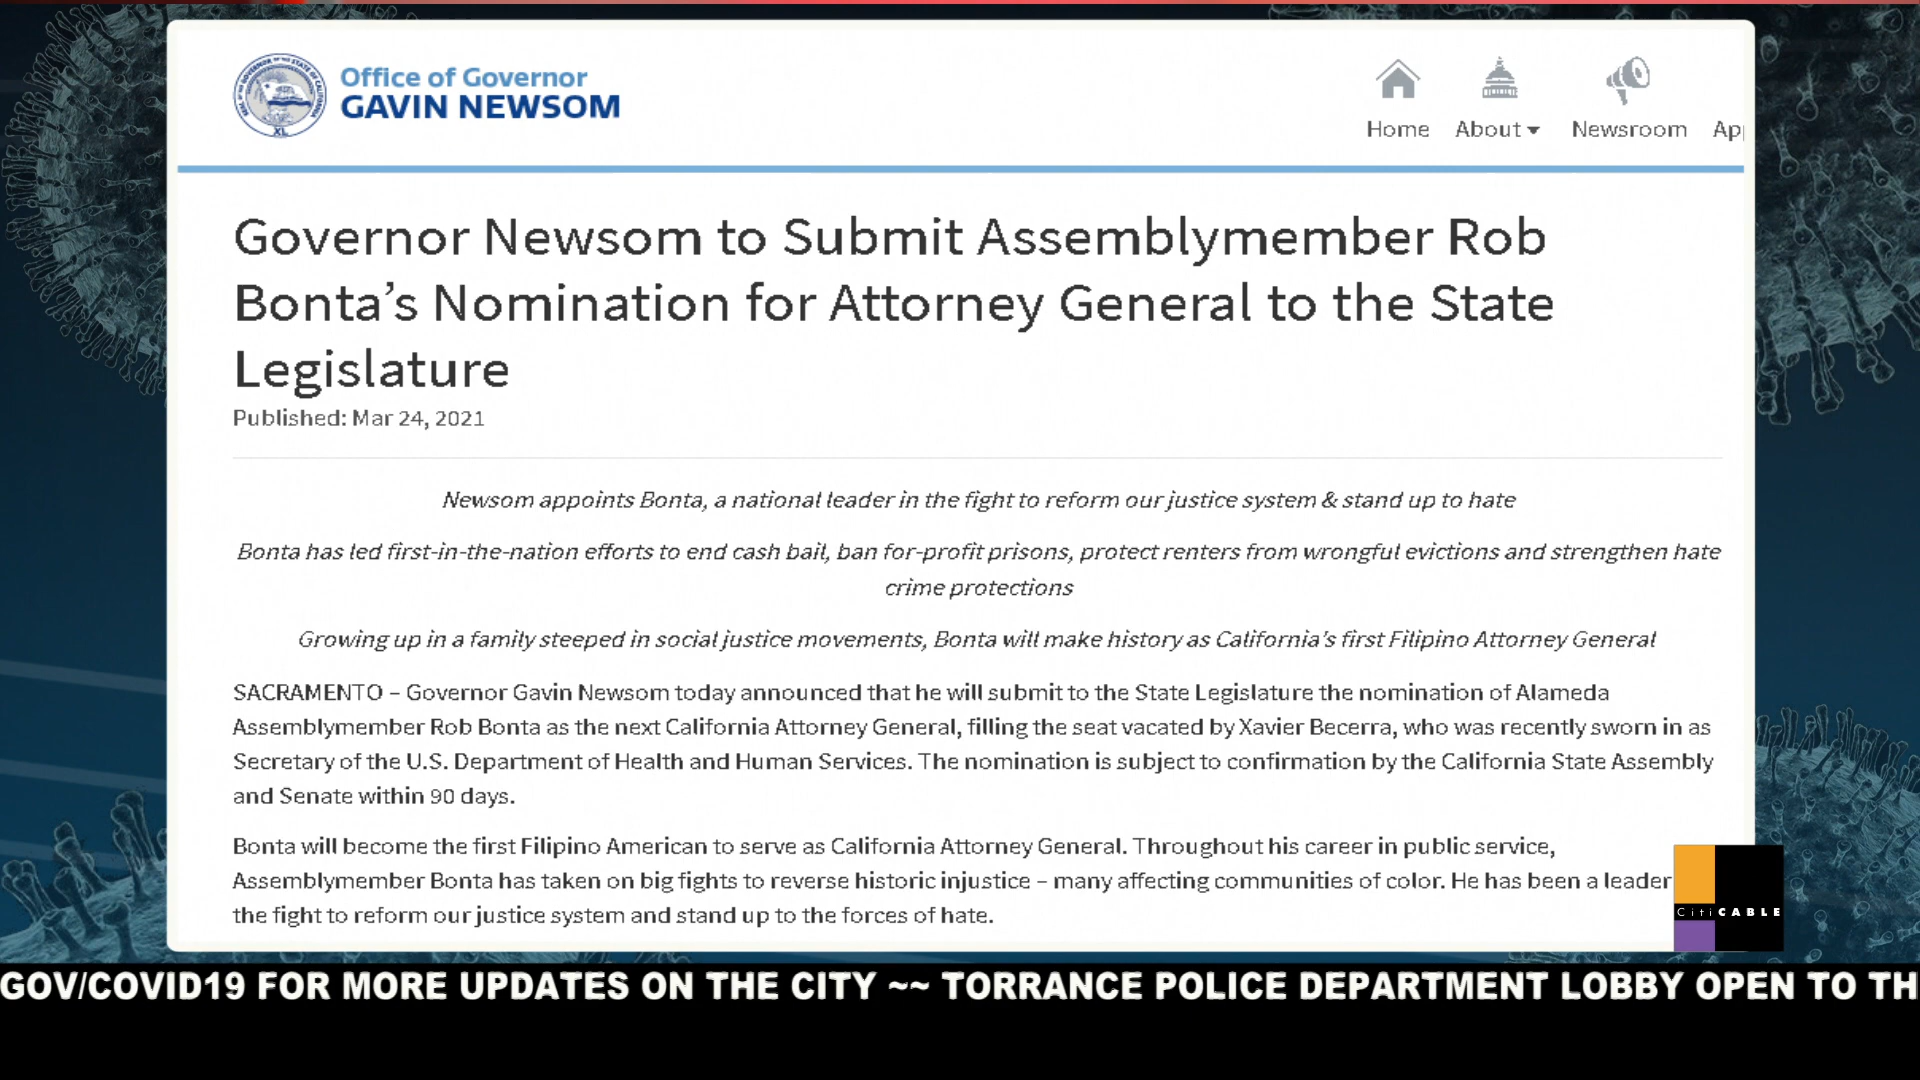 Office of Governor
GAVIN NEWSOM
XL
Home About Newsroom
Governor Newsom to Submit Assemblymember Rob
Bonta’s Nomination for Attorney General to the State
Legislature
Published: Mar 24, 2021
Newsom appoints Bonta, a national leader in the fight to reform our justice system & stand up to hate
Bonta has led first-in-the-nation efforts to end cash bail, ban for-profit prisons, protect renters from wrongful evictions and strengthen hate
crime protections
Growing up in a family steeped in social justice movements, Bonta will make history as California’s first Filipino Attorney General
SACRAMENTO – Governor Gavin Newsom today announced that he will submit to the State Legislature the nomination of Alameda
Assemblymember Rob Bonta as the next California Attorney General, filling the seat vacated by Xavier Becerra, who was recently sworn in as
Secretary of the U.S. Department of Health and Human Services. The nomination is subject to confirmation by the California State Assembly
and Senate within 90 days.
Bonta will become the first Filipino American to serve as California Attorney General. Throughout his career in public service,
Assemblymember Bonta has taken on big fights to reverse historic injustice – many affecting communities of color. He has been a leader
the fight to reform our justice system and stand up to the forces of hate.
CitiCABLE
GOV/COVID19 FOR MORE UPDATES ON THE CITY ~~ TORRANCE POLICE DEPARTMENT LOBBY OPEN TO TH